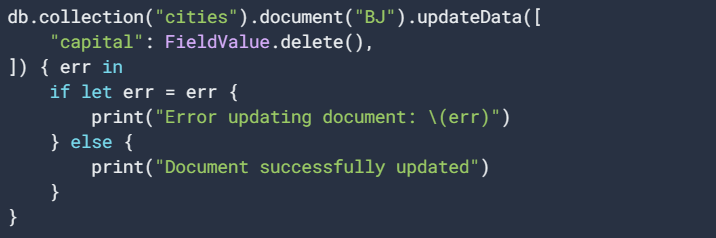 db.collection("cities").document("BJ").updateData([
    "capital": FieldValue.delete(),
]) { err in
    if let err = err {
        print("Error updating document: \(err)")
    } else {
        print("Document successfully updated")
    }
}